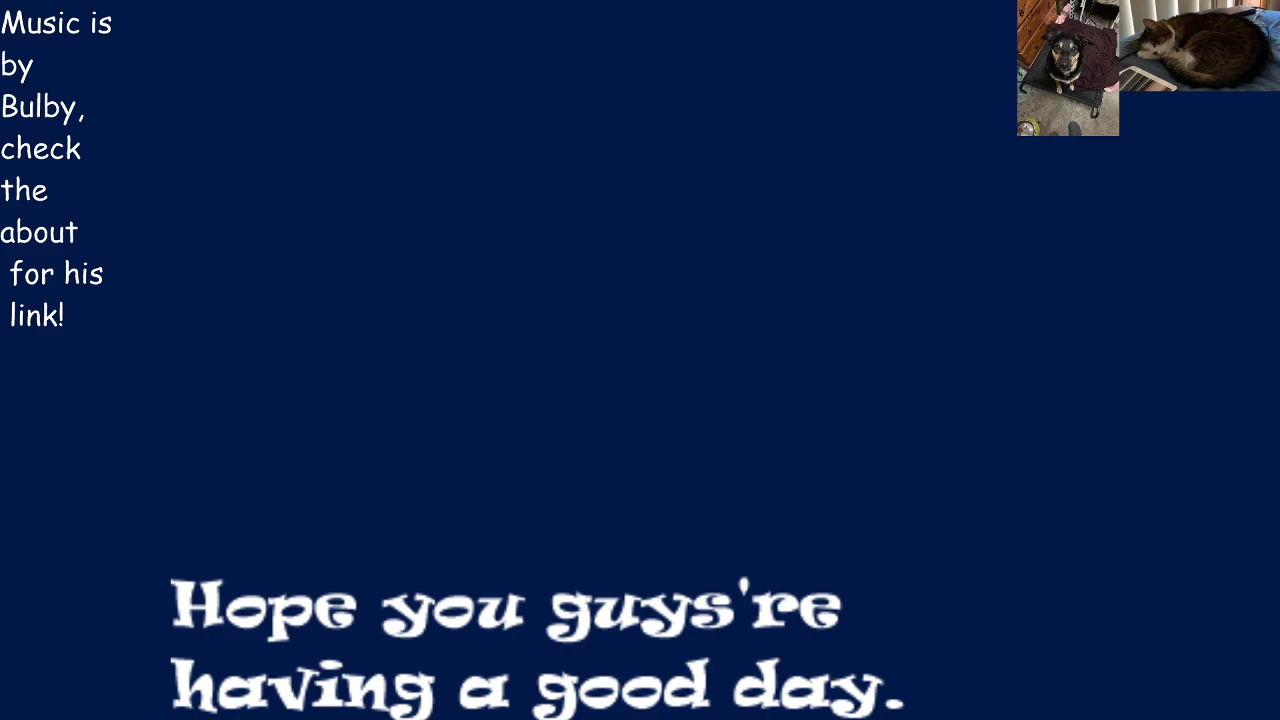 Music is
by
Bulby,
check
the
about
for his
link!
Hope you guys're
having a good day.